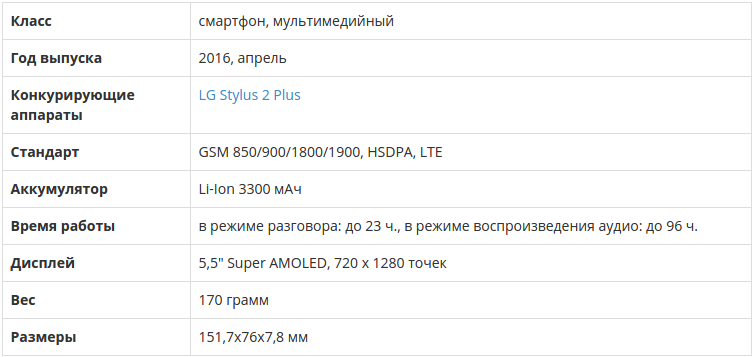 Класс смартфон, мультимедийный
Год выпуска 2016, апрель
Конкурирующие аппараты LG Stylus 2 Plus
Стандарт GSM 850/900/1800/1900, HSDPA, LTE
Аккумулятор Li-Ion 3300 мАч
Время работы в режиме разговора: до 23 ч., в режиме воспроизведения аудио: до 96 ч.
Дисплей 5,5" Super AMOLED, 720 x 1280 точек
Вес 170 грамм
Размеры 151,7x76x7,8 мм